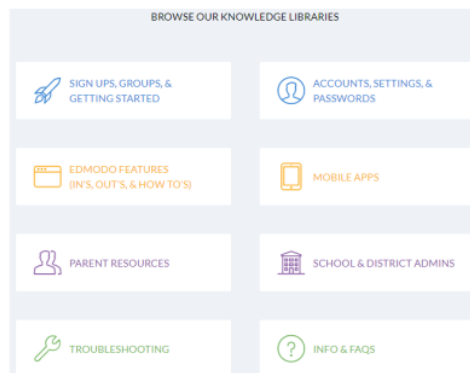 BROWSE OUR KNOWLEDGE LIBRARIES
SIGN UPS, GROUPS, &
GETTING STARTED
ACCOUNTS, SETTINGS, &
PASSWORDS
EDMODO FEATURES
(IN'S, OUT'S, & HOW TO'S)
MOBILE APPS
PARENT RESOURCES
SCHOOL & DISTRICT ADMINS
TROUBLESHOOTING
INFO & FAQS